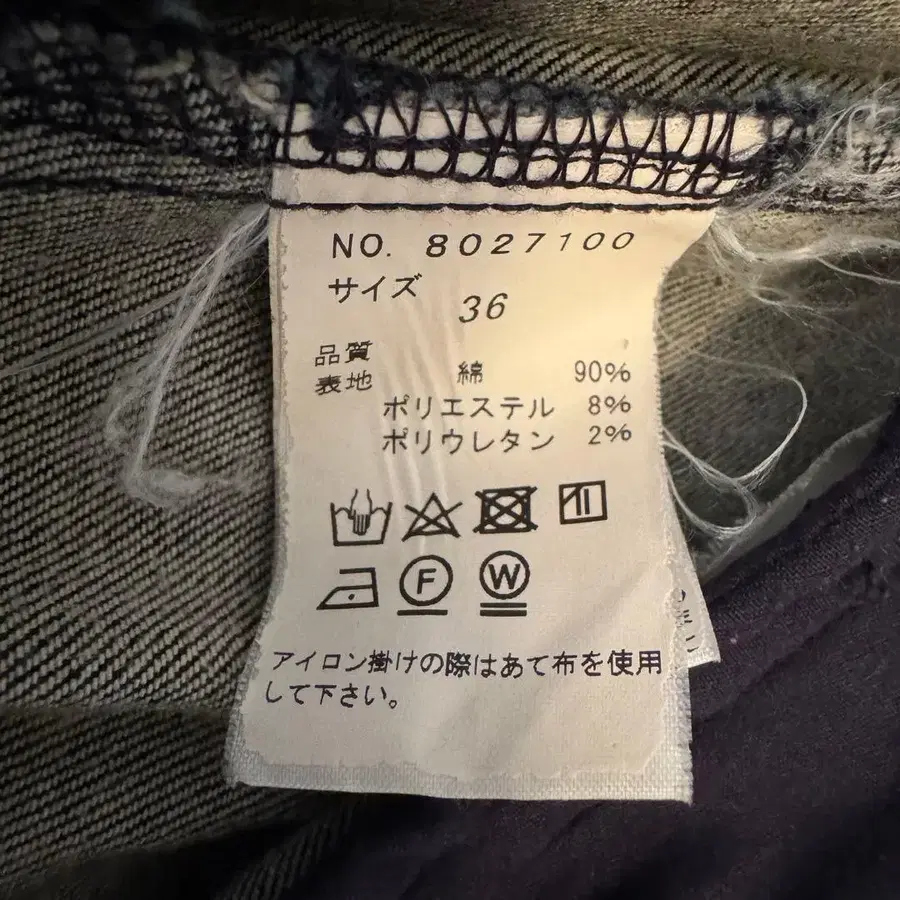 NO. 8027100
サイズ
36
品質
表地 綿 90%
ポリエステル 8%
ポリウレタン 2%
F W
アイロン掛けの際はあて布を使用
して下さい。